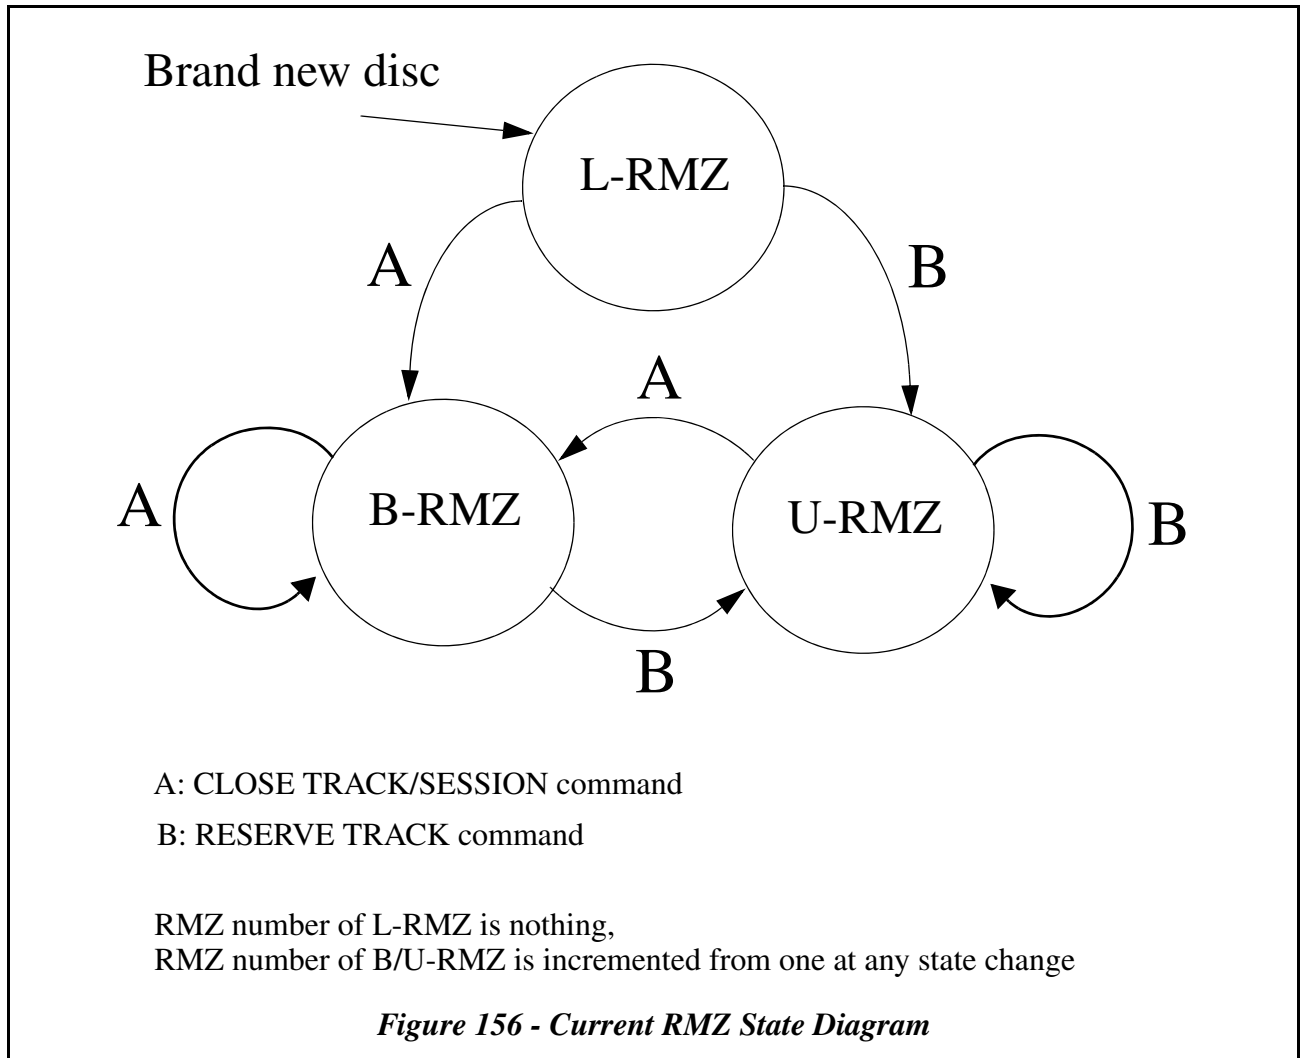 Brand new disc
L-RMZ
A
B
A
B-RMZ
U-RMZ
A
B
B
A: CLOSE TRACK/SESSION command
B: RESERVE TRACK command
RMZ number of L-RMZ is nothing,
RMZ number of B/U-RMZ is incremented from one at any state change
Figure 156 - Current RMZ State Diagram